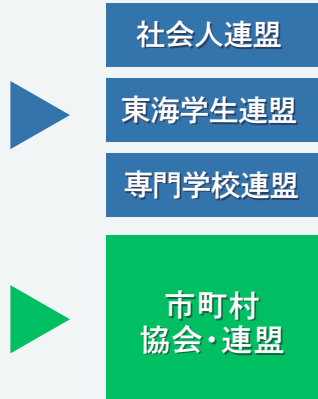 社会人連盟
東海学生連盟
専門学校連盟
市町村
協会・連盟